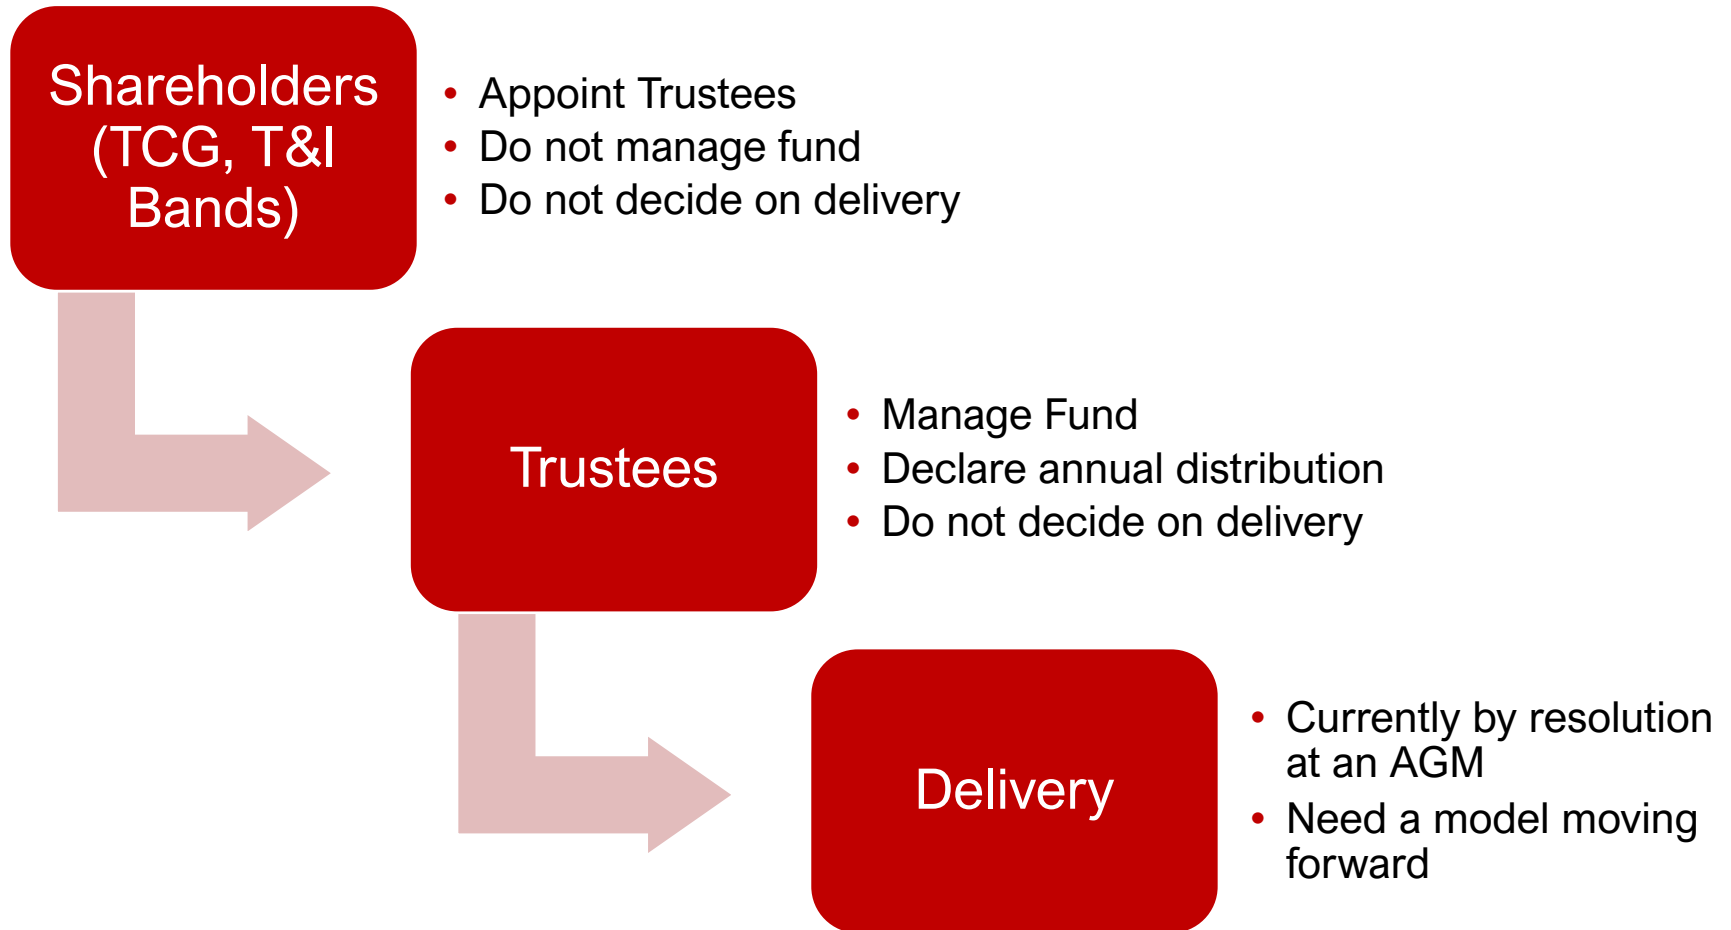 Shareholders
(TCG, T&I
Bands)
• Appoint Trustees
• Do not manage fund
• Do not decide on delivery
Trustees
• Manage Fund
• Declare annual distribution
• Do not decide on delivery
Delivery
• Currently by resolution
at an AGM
• Need a model moving
forward